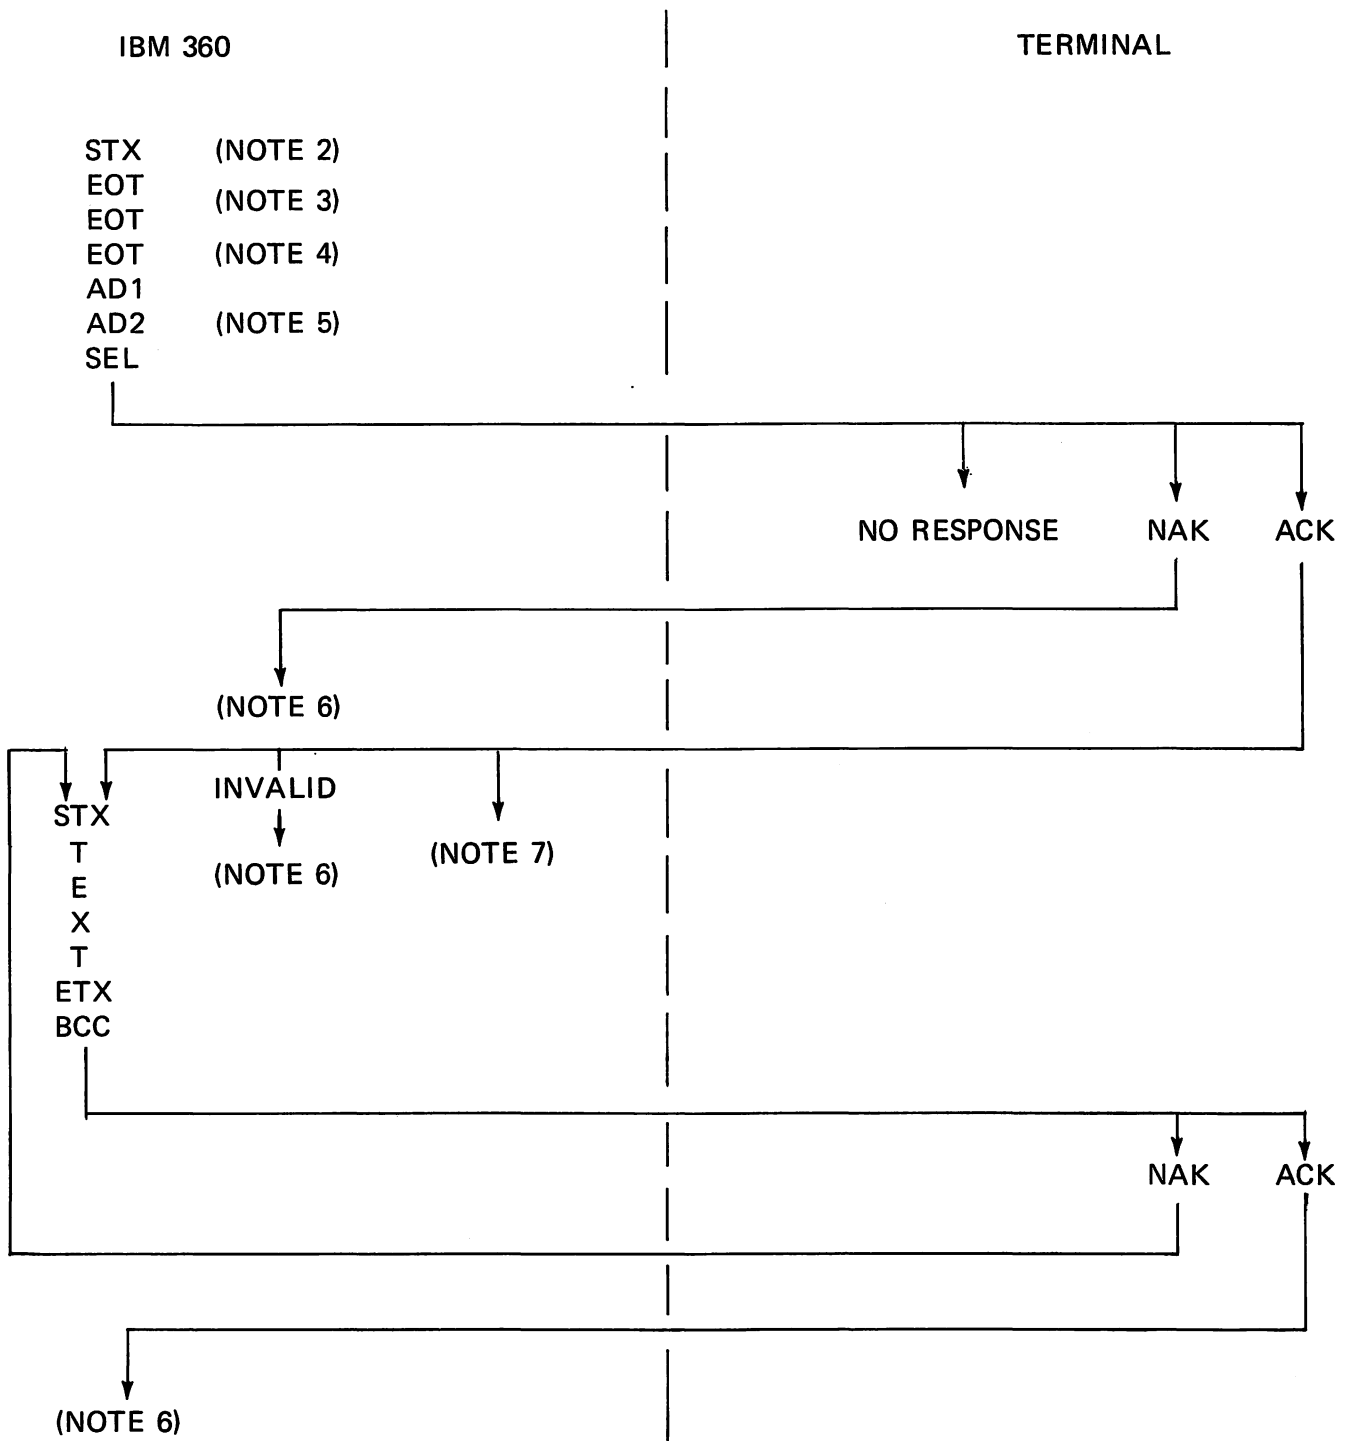 IBM 360 TERMINAL
STX (NOTE 2)
EOT
(NOTE 3)
EOT
EOT (NOTE 4)
AD1
AD2 (NOTE 5)
SEL
NO RESPONSE NAK ACK
(NOTE 6)
INVALID
STX
T
(NOTE 7)
(NOTE 6)
E
X
T
ETX
BCC
NAK ACK
(NOTE 6)